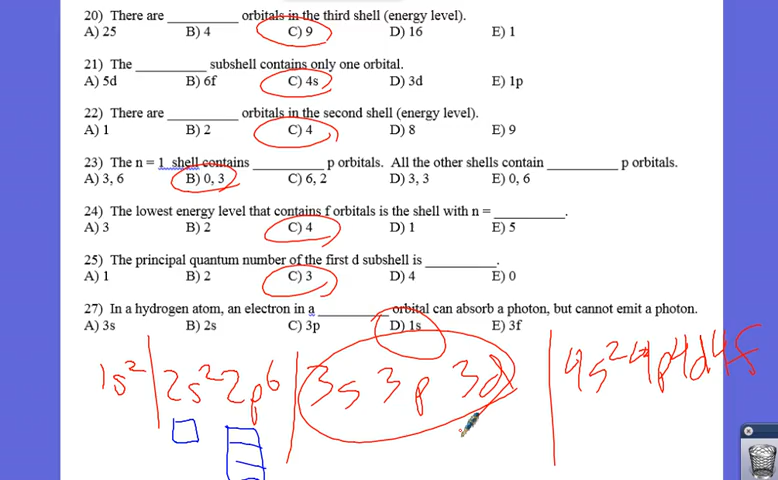 20) There are __________ orbitals in the third shell (energy level).
A) 25 B) 4 C) 9 D) 16 E) 1
21) The __________ subshell contains only one orbital.
A) 5d B) 6f C) 4s D) 3d E) 1p
22) There are __________ orbitals in the second shell (energy level).
A) 1 B) 2 C) 4 D) 8 E) 9
23) The n = 1 shell contains __________ p orbitals. All the other shells contain __________ p orbitals.
A) 3, 6 B) 0, 3 C) 6, 2 D) 3, 3 E) 0, 6
24) The lowest energy level that contains f orbitals is the shell with n = __________.
A) 3 B) 2 C) 4 D) 1 E) 5
25) The principal quantum number of the first d subshell is __________.
A) 1 B) 2 C) 3 D) 4 E) 0
27) In a hydrogen atom, an electron in a __________ orbital can absorb a photon, but cannot emit a photon.
A) 3s B) 2s C) 3p D) 1s E) 3f
1s² | 2s² 2p⁶ | 3s 3p 3d | 4s² 4p 4d 4f